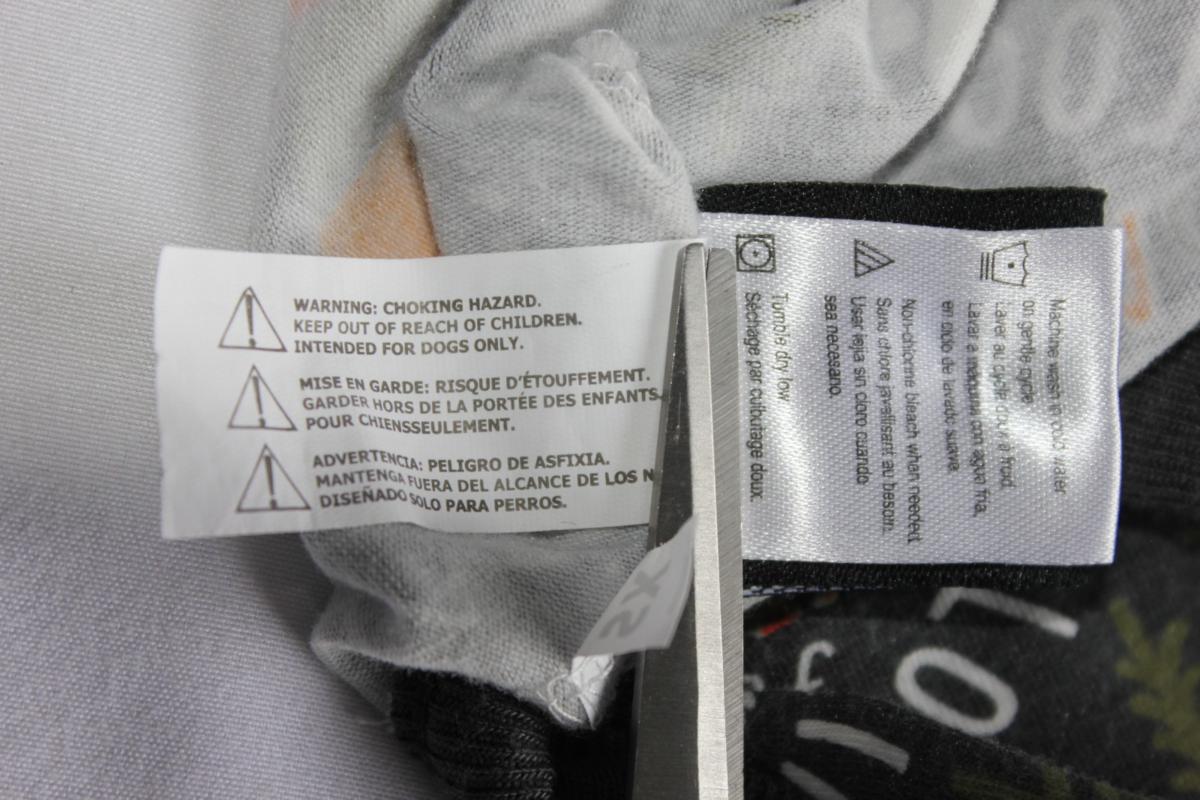 WARNING: CHOKING HAZARD.
KEEP OUT OF REACH OF CHILDREN.
INTENDED FOR DOGS ONLY.
MISE EN GARDE: RISQUE D'ÉTOUFFEMENT.
GARDER HORS DE LA PORTÉE DES ENFANTS.
POUR CHIENSSEULEMENT.
ADVERTENCIA: PELIGRO DE ASFIXIA.
MANTENGA FUERA DEL ALCANCE DE LOS N
DISEÑADO SOLO PARA PERROS.
Machine wash in cool water
on gentle cycle
Laver au cycle doux à froid
Lavar a máquina con agua fría,
en ciclo de lavado suave
Non-chlorine bleach when needed
Sans chlore javellisant au besoin.
User lejia sin cloro cuando
sea necesario.
Tumble dry low
Séchage par culbutage doux.
XS